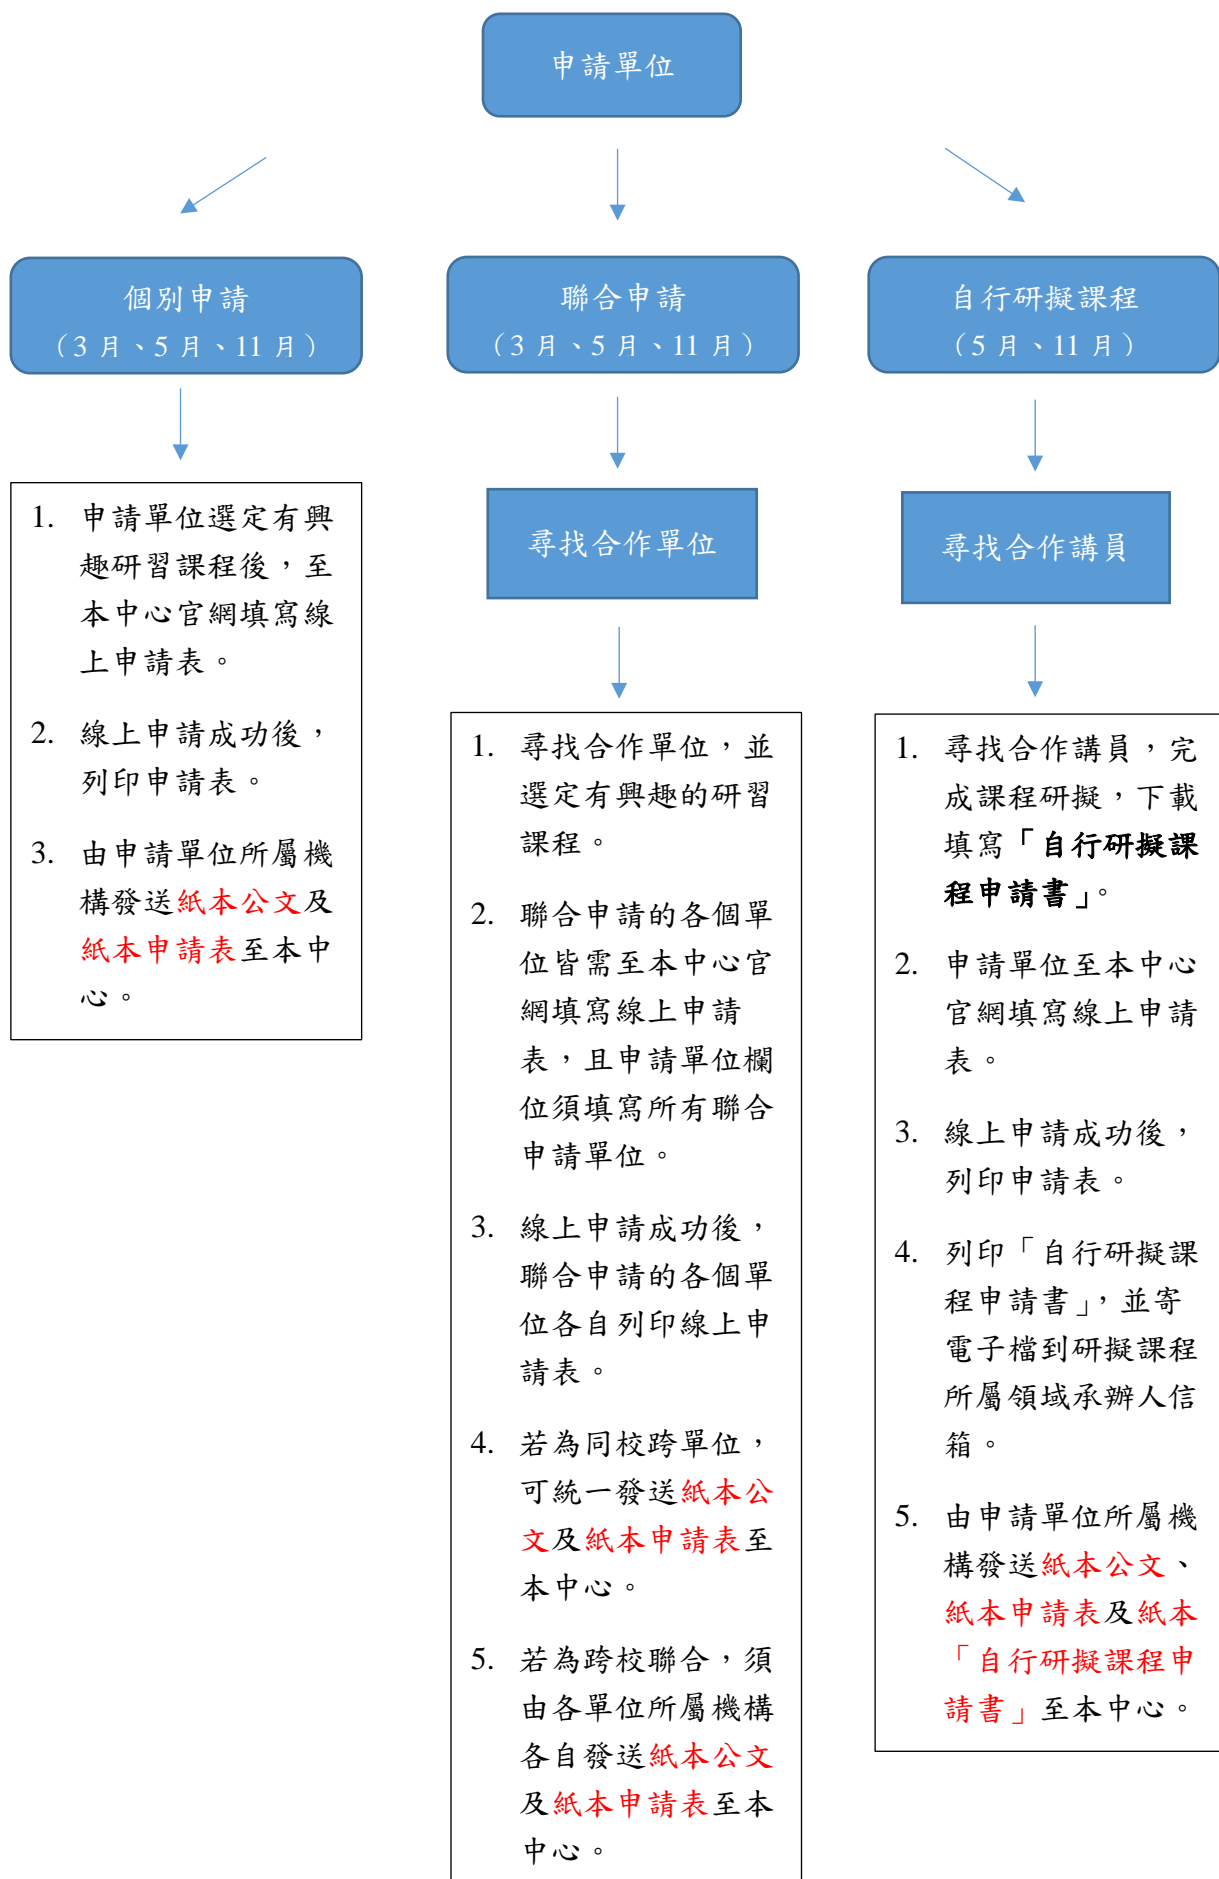 申請單位
個別申請
（3 月、5 月、11 月）
聯合申請
（3 月、5 月、11 月）
自行研擬課程
（5 月、11 月）
1. 申請單位選定有興
趣研習課程後，至
本中心官網填寫線
上申請表。
2. 線上申請成功後，
列印申請表。
3. 由申請單位所屬機
構發送紙本公文及
紙本申請表至本中
心。
尋找合作單位
1. 尋找合作單位，並
選定有興趣的研習
課程。
2. 聯合申請的各個單
位皆需至本中心官
網填寫線上申請
表，且申請單位欄
位須填寫所有聯合
申請單位。
3. 線上申請成功後，
聯合申請的各個單
位各自列印線上申
請表。
4. 若為同校跨單位，
可統一發送紙本公
文及紙本申請表至
本中心。
5. 若為跨校聯合，須
由各單位所屬機構
各自發送紙本公文
及紙本申請表至本
中心。
尋找合作講員
1. 尋找合作講員，完
成課程研擬，下載
填寫「自行研擬課
程申請書」。
2. 申請單位至本中心
官網填寫線上申請
表。
3. 線上申請成功後，
列印申請表。
4. 列印「自行研擬課
程申請書」，並寄
電子檔到研擬課程
所屬領域承辦人信
箱。
5. 由申請單位所屬機
構發送紙本公文、
紙本申請表及紙本
「自行研擬課程申
請書」至本中心。